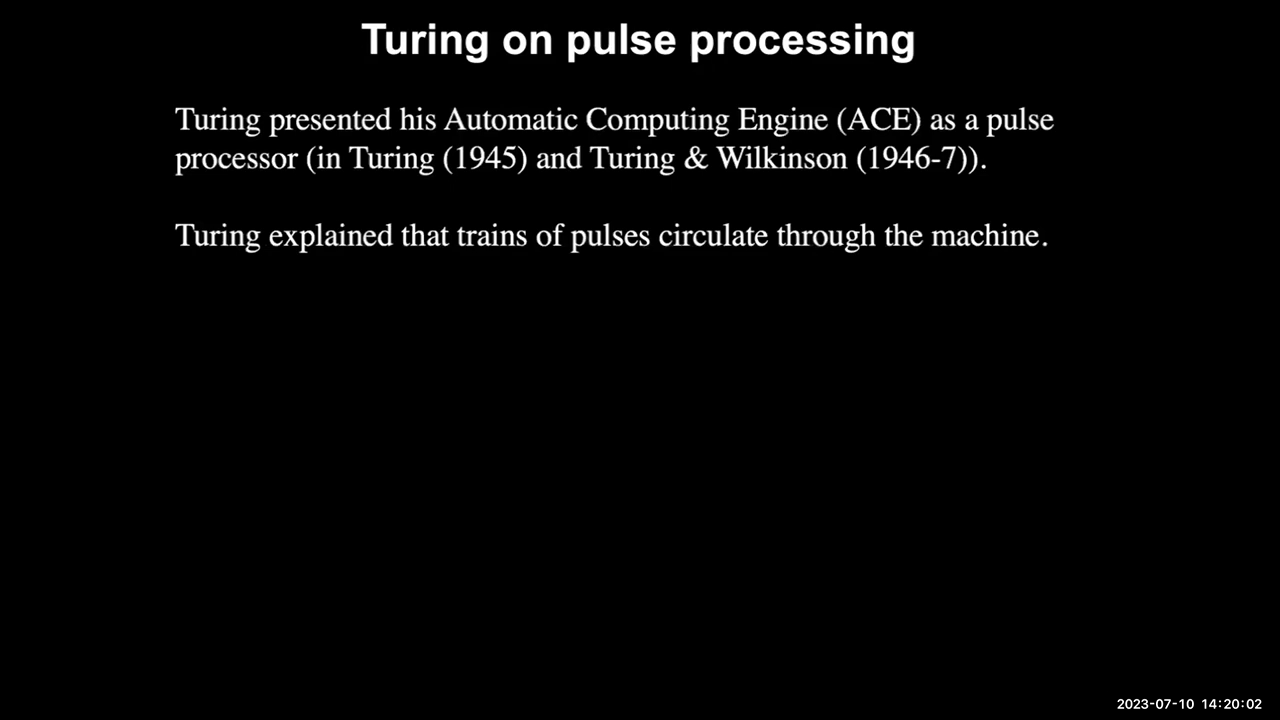 Turing on pulse processing
Turing presented his Automatic Computing Engine (ACE) as a pulse
processor (in Turing (1945) and Turing & Wilkinson (1946-7)).
Turing explained that trains of pulses circulate through the machine.
2023-07-10 14:20:02